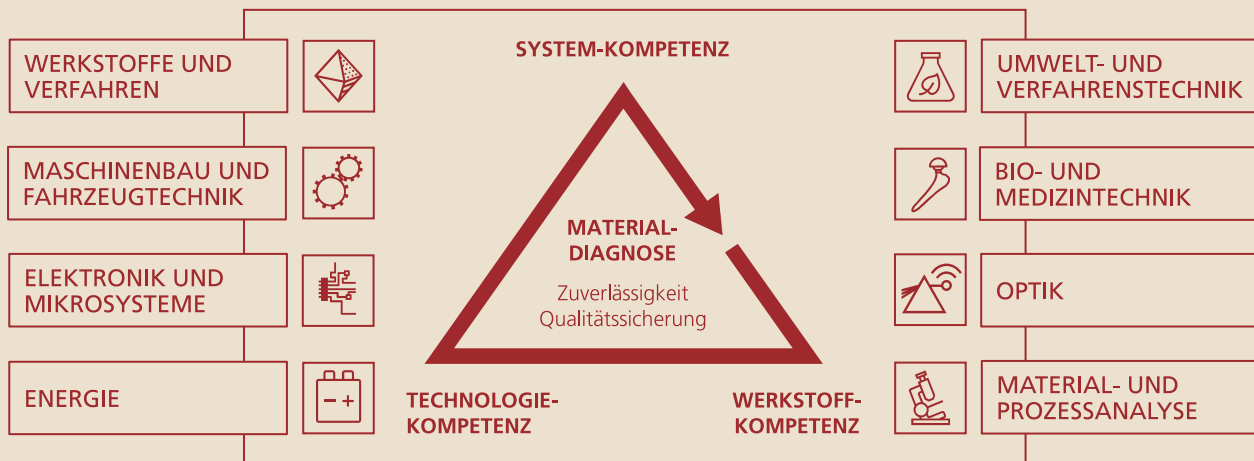 WERKSTOFFE UND
VERFAHREN
MASCHINENBAU UND
FAHRZEUGTECHNIK
ELEKTRONIK UND
MIKROSYSTEME
ENERGIE
SYSTEM-KOMPETENZ
MATERIAL-
DIAGNOSE
Zuverlässigkeit
Qualitätssicherung
TECHNOLOGIE-
KOMPETENZ
WERKSTOFF-
KOMPETENZ
UMWELT- UND
VERFAHRENSTECHNIK
BIO- UND
MEDIZINTECHNIK
OPTIK
MATERIAL- UND
PROZESSANALYSE